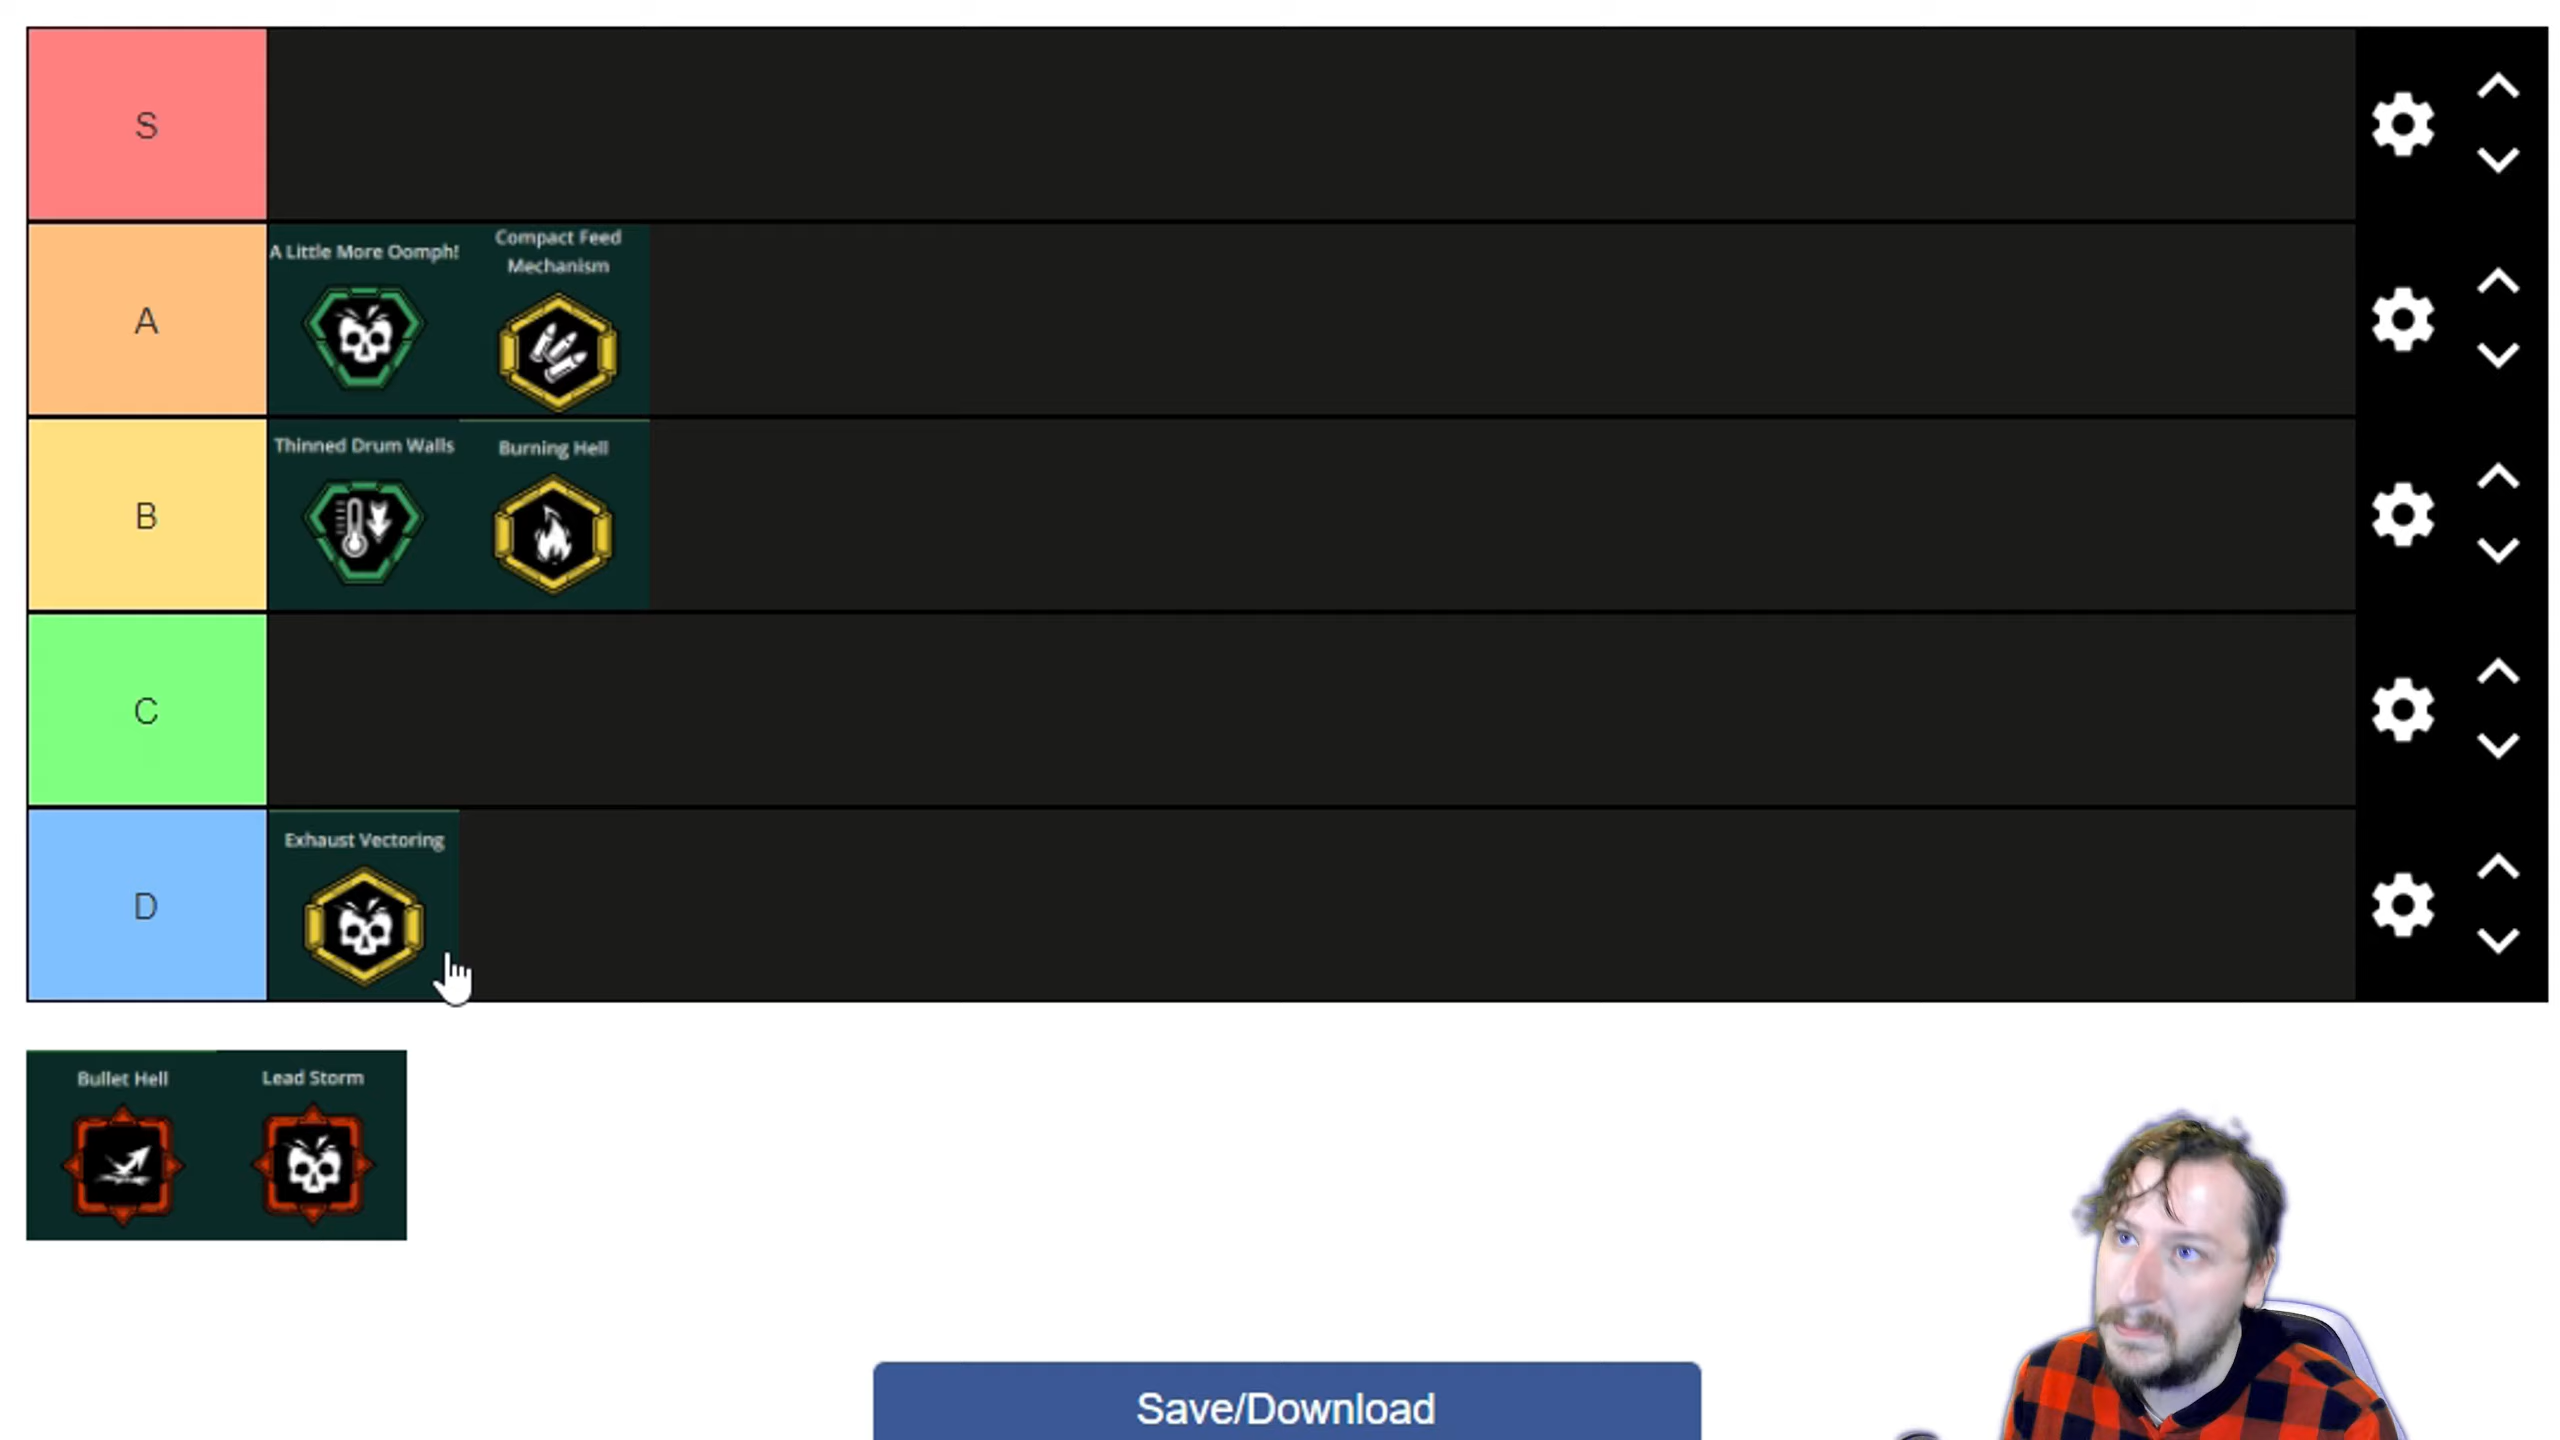 S
A
A Little More Oomph!
Compact Feed
Mechanism
B
Thinned Drum Walls
Burning Hell
C
D
Exhaust Vectoring
Bullet Hell
Lead Storm
Save/Download